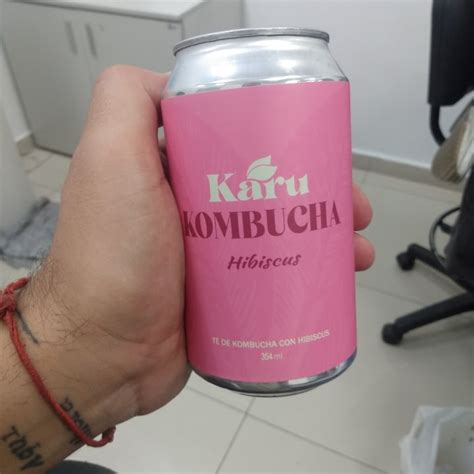 Karu
KOMBUCHA
Hibiscus
TÉ DE KOMBUCHA CON HIBISCUS
354 ml